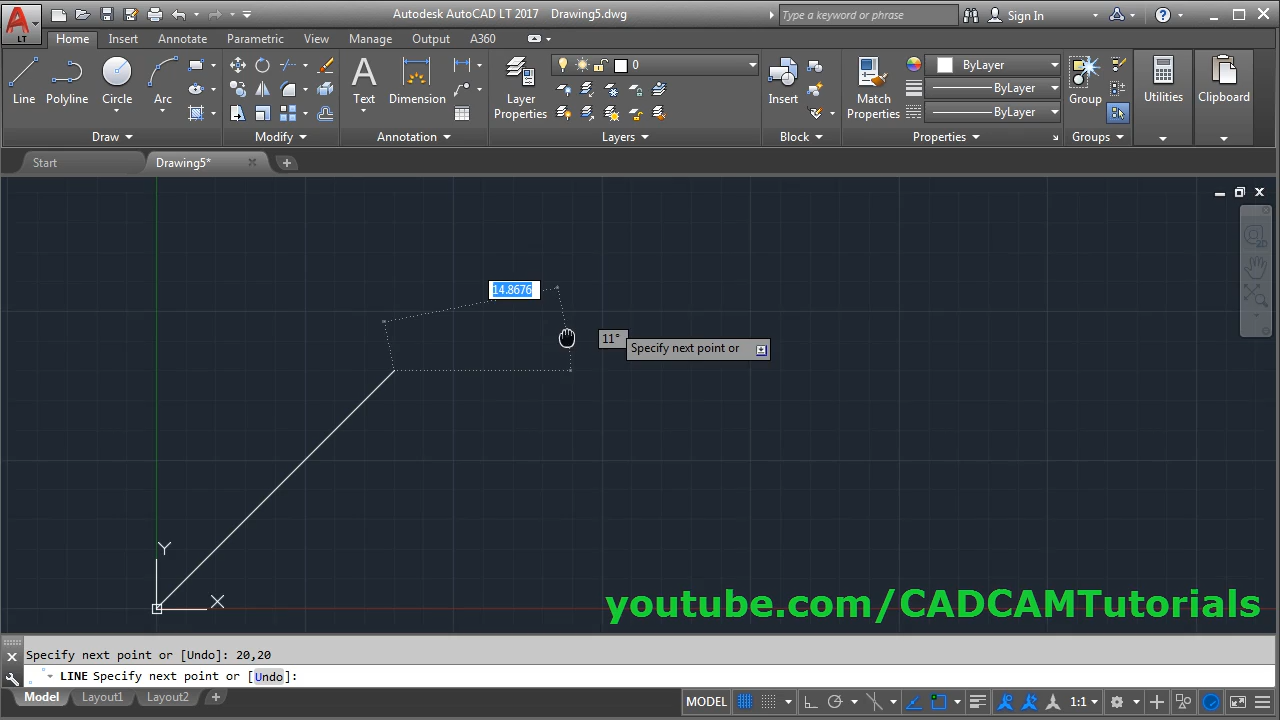 Autodesk AutoCAD LT 2017 Drawing5.dwg
Type a keyword or phrase
Sign In
A
LT
Home Insert Annotate Parametric View Manage Output A360
Line Polyline Circle Arc
Text Dimension
Layer
Properties
0
Insert
Match
Properties
ByLayer
ByLayer
ByLayer
Group
Utilities
Clipboard
Draw Modify Annotation Layers Block Properties Groups
Start Drawing5*
14.8676
11°
Specify next point or
Y
X
youtube.com/CADCAMTutorials
Specify next point or [Undo]: 20,20
LINE Specify next point or [Undo]:
Model Layout1 Layout2
MODEL
1:1